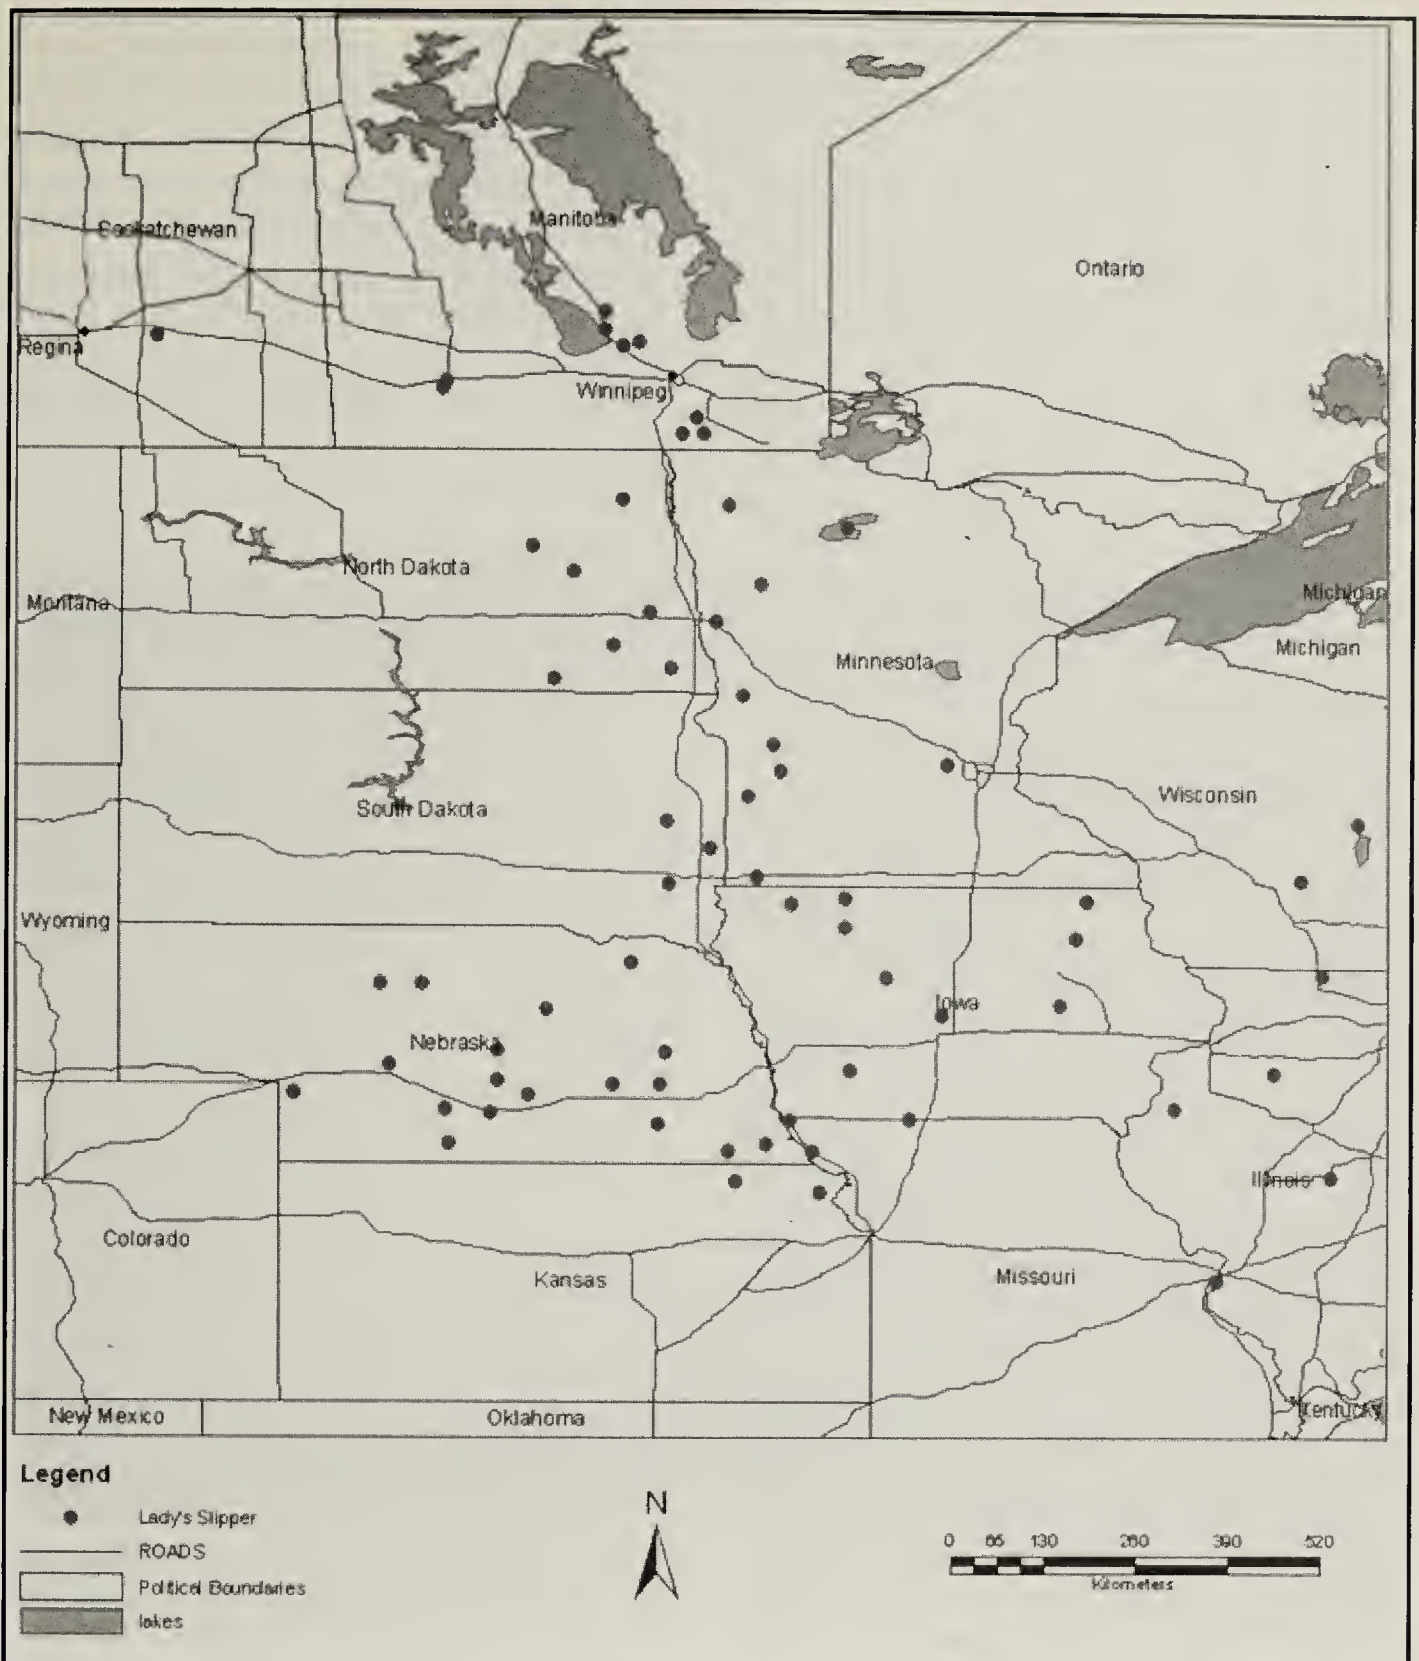 Saskatchewan
Manitoba
Ontario
Regina
Winnipeg
North Dakota
Montana
Michigan
Michigan
Minnesota
Wisconsin
South Dakota
Wyoming
Iowa
Nebraska
Illinois
Colorado
Kansas
Missouri
New Mexico
Oklahoma
Kentucky
Legend
Lady's Slipper
ROADS
Political Boundaries
lakes
N
0 65 130 260 390 520
Kilometers